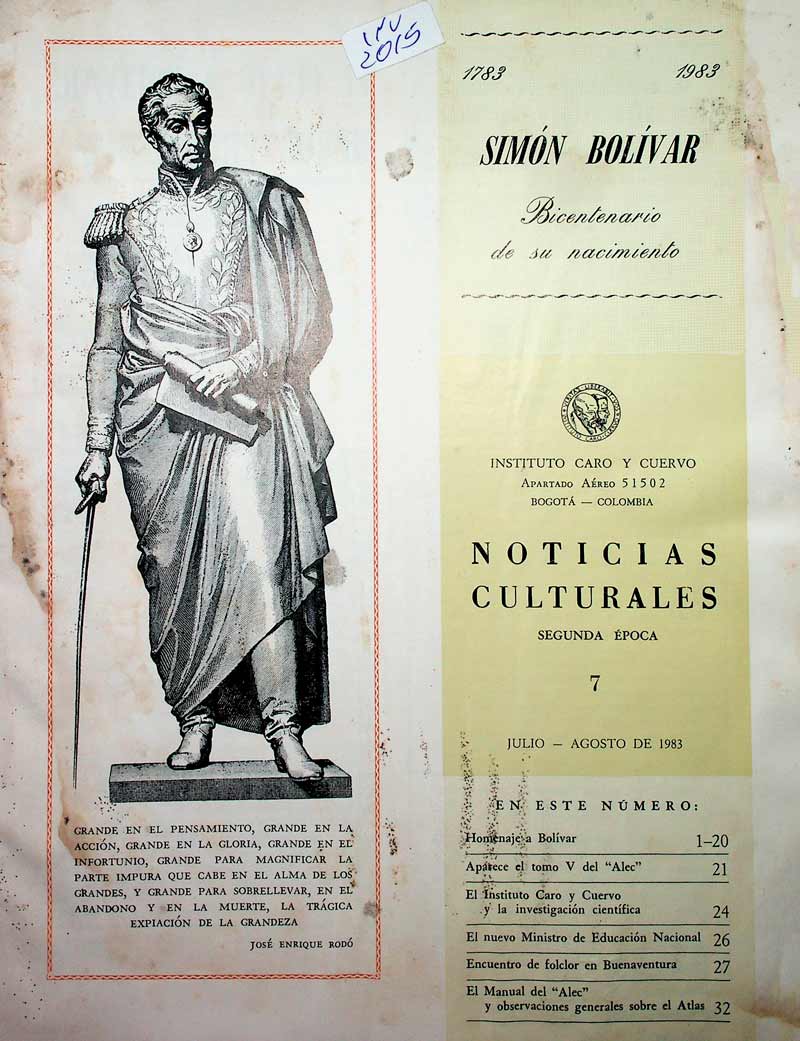 INV
2015
1783 1983
SIMÓN BOLÍVAR
Bicentenario
de su nacimiento
INSTITUTO CARO Y CUERVO
APARTADO AÉREO 51502
BOGOTÁ — COLOMBIA
NOTICIAS
CULTURALES
SEGUNDA ÉPOCA
7
JULIO — AGOSTO DE 1983
EN ESTE NÚMERO:
Homenaje a Bolívar 1-20
Aparece el tomo V del "Alec" 21
El Instituto Caro y Cuervo
y la investigación científica 24
El nuevo Ministro de Educación Nacional 26
Encuentro de folclor en Buenaventura 27
El Manual del "Alec"
y observaciones generales sobre el Atlas 32
GRANDE EN EL PENSAMIENTO, GRANDE EN LA
ACCIÓN, GRANDE EN LA GLORIA, GRANDE EN EL
INFORTUNIO, GRANDE PARA MAGNIFICAR LA
PARTE IMPURA QUE CABE EN EL ALMA DE LOS
GRANDES, Y GRANDE PARA SOBRELLEVAR, EN EL
ABANDONO Y EN LA MUERTE, LA TRÁGICA
EXPIACIÓN DE LA GRANDEZA
JOSÉ ENRIQUE RODÓ